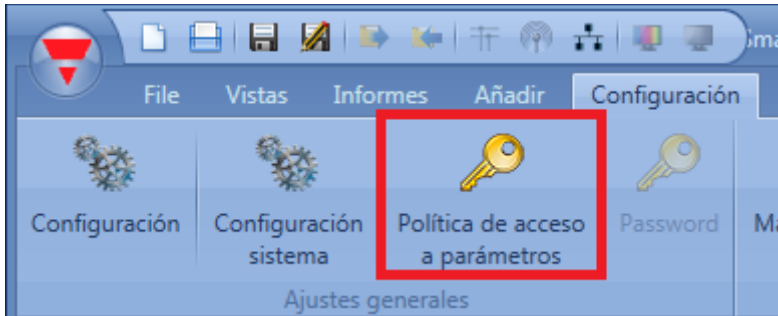 File Vistas Informes Añadir Configuración
Configuración Configuración sistema Política de acceso a parámetros Password
Ajustes generales